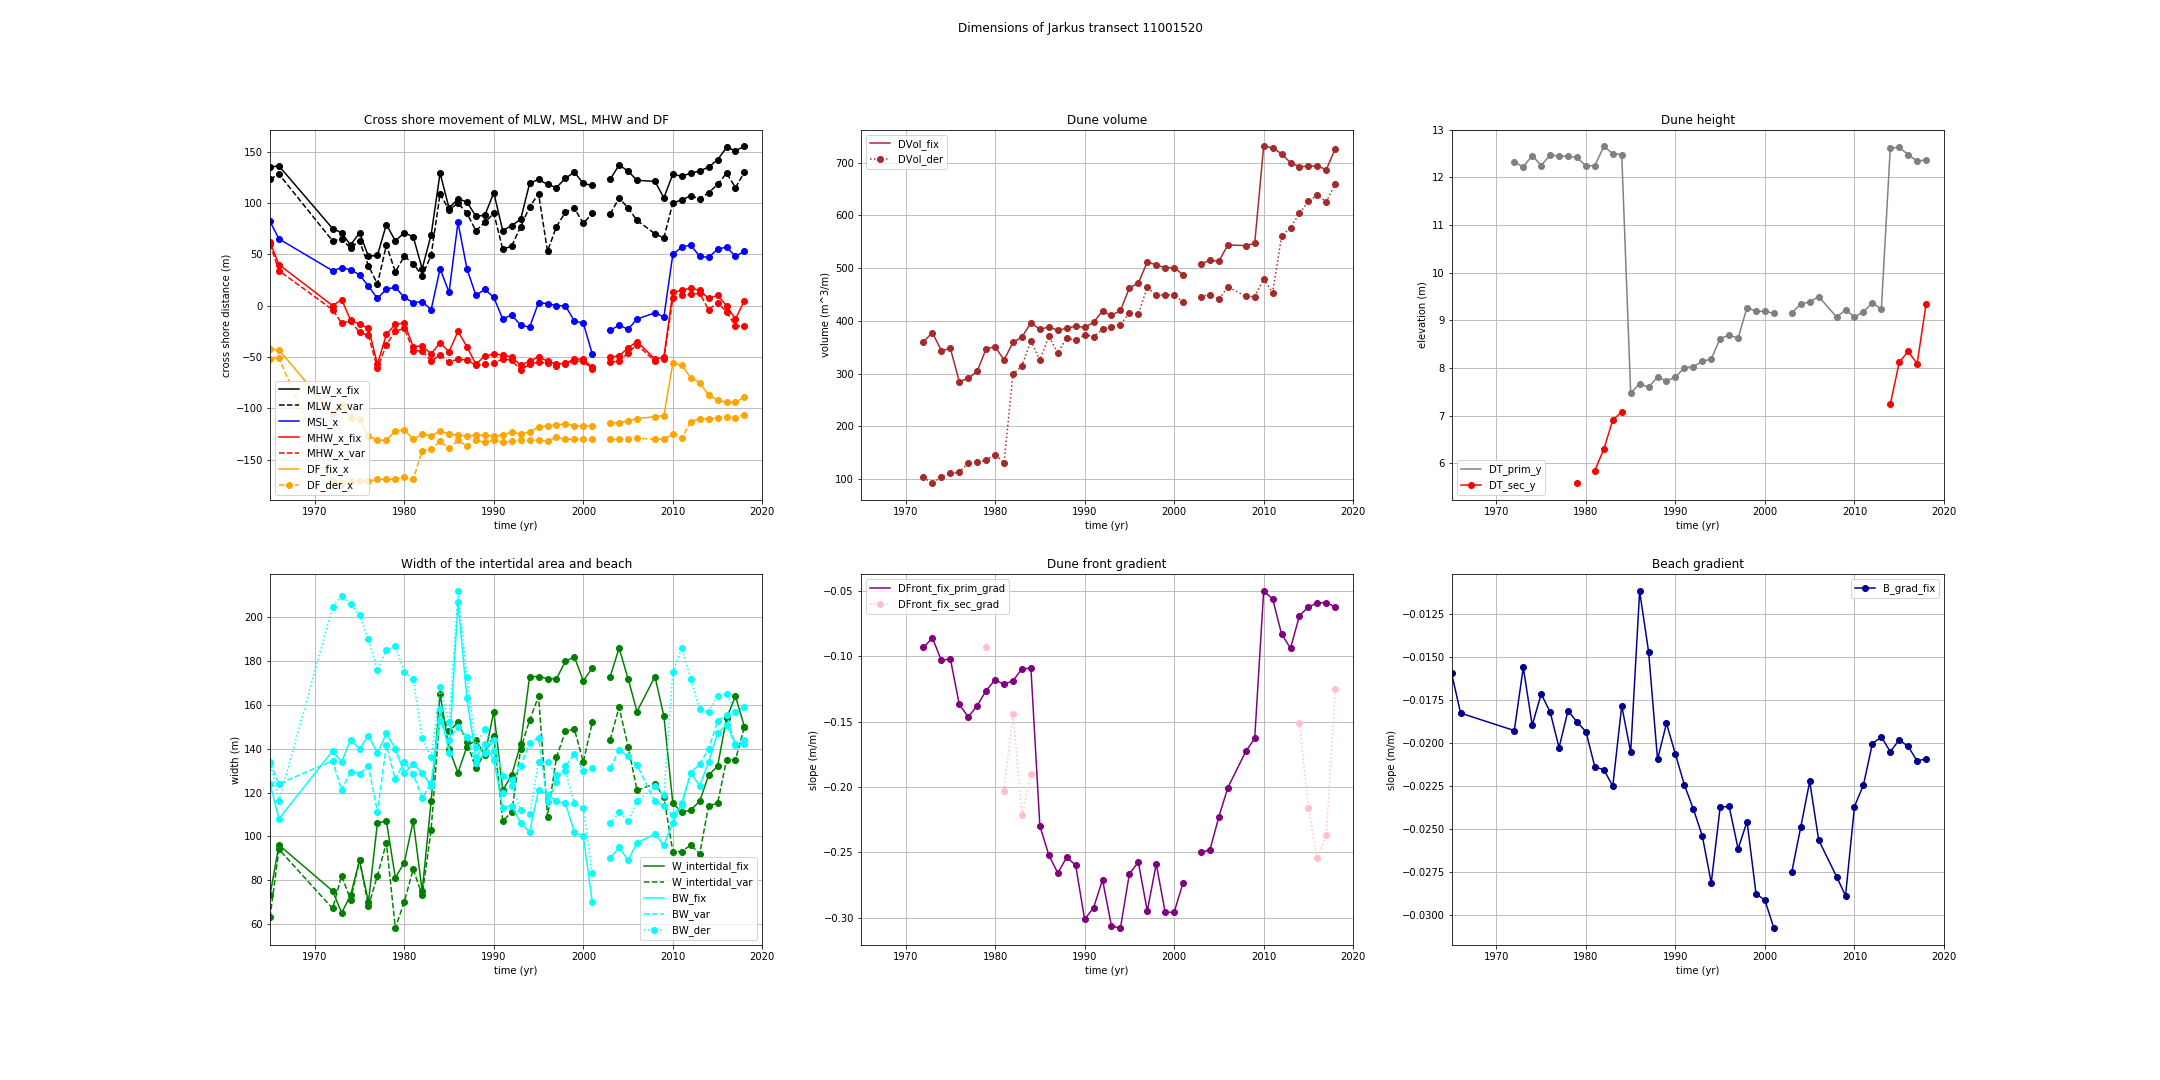 Dimensions of Jarkus transect 11001520
Cross shore movement of MLW, MSL, MHW and DF
cross shore distance (m)
150
100
50
0
−50
−100
−150
MLW_x_fix
MLW_x_var
MSL_x
MHW_x_fix
MHW_x_var
DF_fix_x
DF_der_x
1970 1980 1990 2000 2010 2020
time (yr)
Dune volume
volume (m^3/m)
DVol_fix
DVol_der
700
600
500
400
300
200
100
1970 1980 1990 2000 2010 2020
time (yr)
Dune height
elevation (m)
13
12
11
10
9
8
7
6
DT_prim_y
DT_sec_y
1970 1980 1990 2000 2010 2020
time (yr)
Width of the intertidal area and beach
width (m)
200
180
160
140
120
100
80
60
W_intertidal_fix
W_intertidal_var
BW_fix
BW_var
BW_der
1970 1980 1990 2000 2010 2020
time (yr)
Dune front gradient
slope (m/m)
DFront_fix_prim_grad
DFront_fix_sec_grad
−0.05
−0.10
−0.15
−0.20
−0.25
−0.30
1970 1980 1990 2000 2010 2020
time (yr)
Beach gradient
slope (m/m)
B_grad_fix
−0.0125
−0.0150
−0.0175
−0.0200
−0.0225
−0.0250
−0.0275
−0.0300
1970 1980 1990 2000 2010 2020
time (yr)